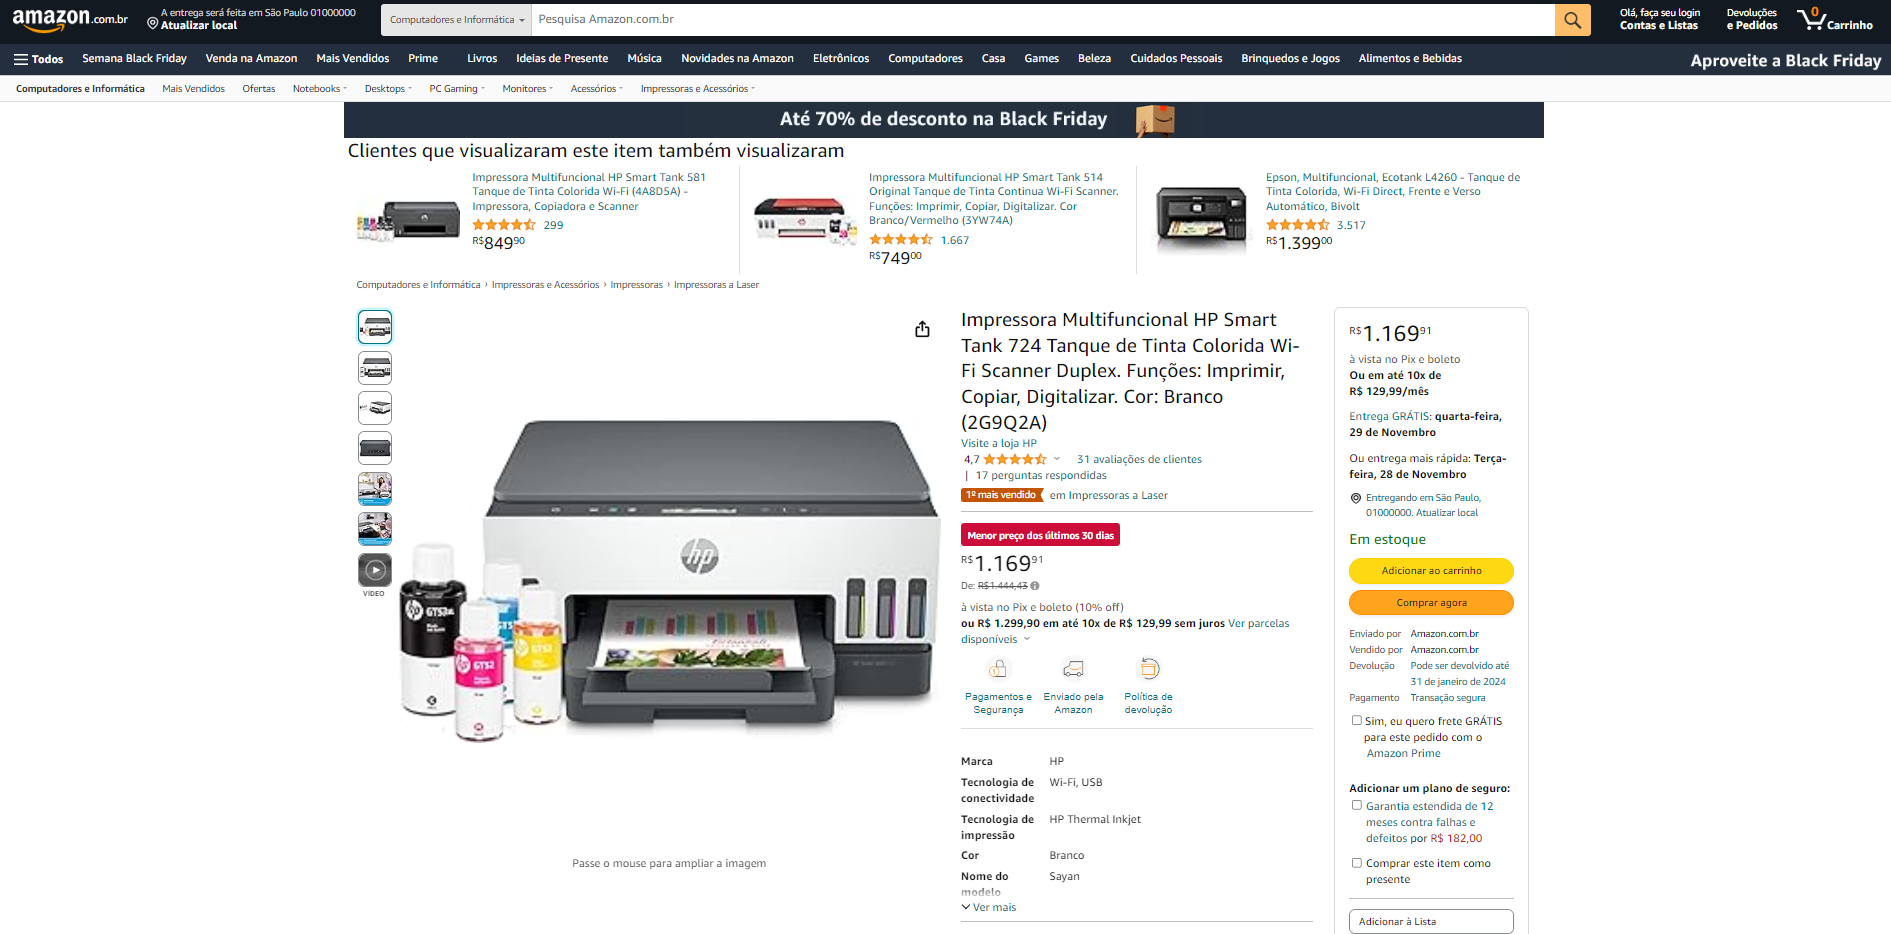 amazon.com.br
A entrega será feita em São Paulo 01000000
Atualizar local
Computadores e Informática
Pesquisa Amazon.com.br
Olá, faça seu login
Contas e Listas
Devoluções
e Pedidos
0
Carrinho
Todos
Semana Black Friday
Venda na Amazon
Mais Vendidos
Prime
Livros
Ideias de Presente
Música
Novidades na Amazon
Eletrônicos
Computadores
Casa
Games
Beleza
Cuidados Pessoais
Brinquedos e Jogos
Alimentos e Bebidas
Aproveite a Black Friday
Computadores e Informática
Mais Vendidos
Ofertas
Notebooks
Desktops
PC Gaming
Monitores
Acessórios
Impressoras e Acessórios
Até 70% de desconto na Black Friday
Clientes que visualizaram este item também visualizaram
Impressora Multifuncional HP Smart Tank 581
Tanque de Tinta Colorida Wi-Fi (4A8D5A) -
Impressora, Copiadora e Scanner
299
R$84990
Impressora Multifuncional HP Smart Tank 514
Original Tanque de Tinta Continua Wi-Fi Scanner.
Funções: Imprimir, Copiar, Digitalizar. Cor
Branco/Vermelho (3YW74A)
1.667
R$74900
Epson, Multifuncional, Ecotank L4260 - Tanque de
Tinta Colorida, Wi-Fi Direct, Frente e Verso
Automático, Bivolt
3.517
R$1.39900
Computadores e Informática › Impressoras e Acessórios › Impressoras › Impressoras a Laser
VÍDEO
hp
GT53XL
GT52
GT52
Passe o mouse para ampliar a imagem
Impressora Multifuncional HP Smart
Tank 724 Tanque de Tinta Colorida Wi-
Fi Scanner Duplex. Funções: Imprimir,
Copiar, Digitalizar. Cor: Branco
(2G9Q2A)
Visite a loja HP
4,7
31 avaliações de clientes
| 17 perguntas respondidas
1º mais vendido em Impressoras a Laser
Menor preço dos últimos 30 dias
R$1.16991
De: R$1.444,43
à vista no Pix e boleto (10% off)
ou R$ 1.299,90 em até 10x de R$ 129,99 sem juros Ver parcelas
disponíveis
Pagamentos e
Segurança
Enviado pela
Amazon
Política de
devolução
Marca HP
Tecnologia de Wi-Fi, USB
conectividade
Tecnologia de HP Thermal Inkjet
impressão
Cor Branco
Nome do Sayan
modelo
Ver mais
R$1.16991
à vista no Pix e boleto
Ou em até 10x de
R$ 129,99/mês
Entrega GRÁTIS: quarta-feira,
29 de Novembro
Ou entrega mais rápida: Terça-
feira, 28 de Novembro
Entregando em São Paulo,
01000000. Atualizar local
Em estoque
Adicionar ao carrinho
Comprar agora
Enviado por Amazon.com.br
Vendido por Amazon.com.br
Devolução Pode ser devolvido até
31 de janeiro de 2024
Pagamento Transação segura
Sim, eu quero frete GRÁTIS
para este pedido com o
Amazon Prime
Adicionar um plano de seguro:
Garantia estendida de 12
meses contra falhas e
defeitos por R$ 182,00
Comprar este item como
presente
Adicionar à Lista